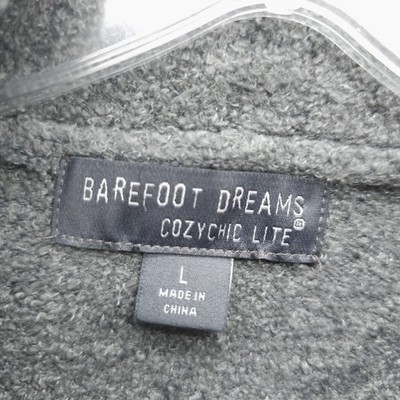 BAREFOOT DREAMS
COZYCHIC LITE®
L
MADE IN
CHINA